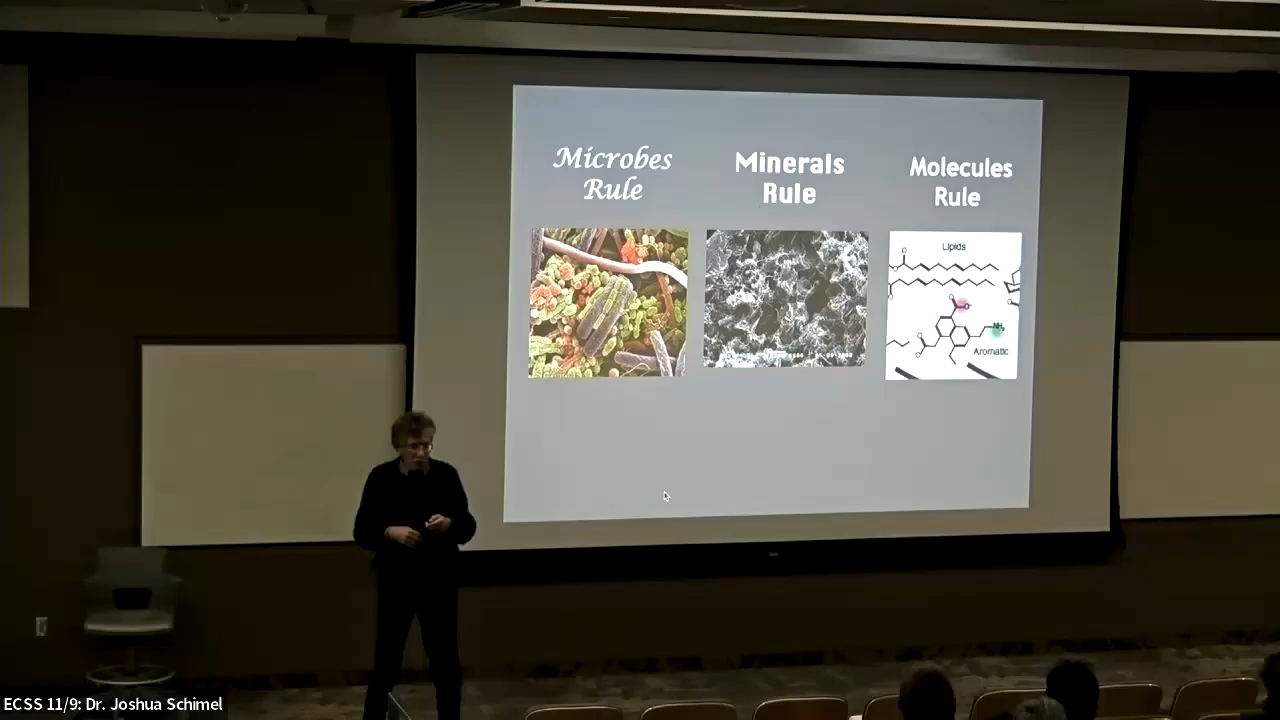 Microbes
Rule
Minerals
Rule
Molecules
Rule
Lipids
Aromatic
ECSS 11/9: Dr. Joshua Schimel